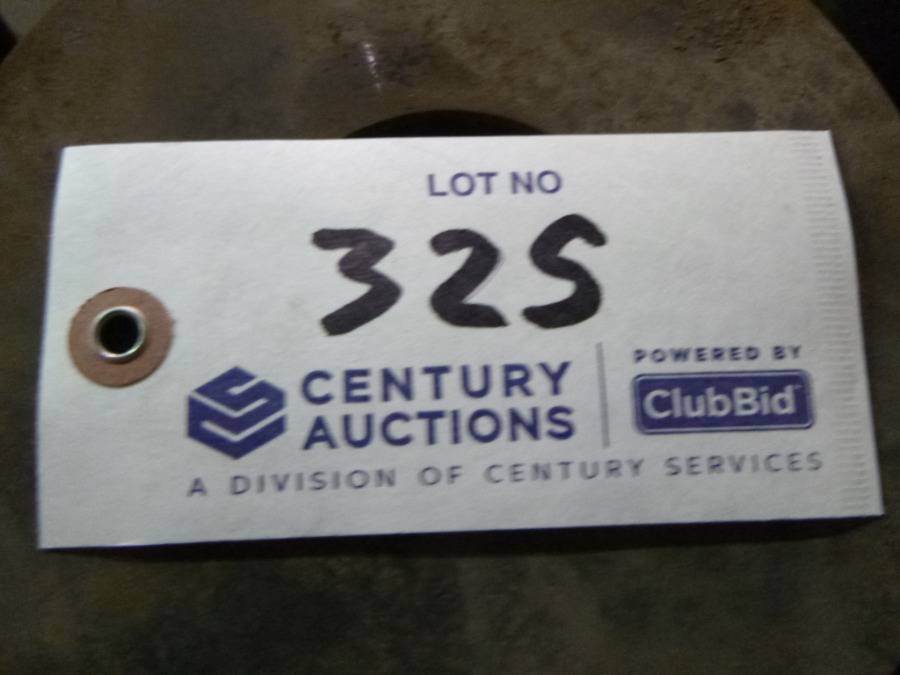 LOT NO
325
CENTURY
AUCTIONS
POWERED BY
ClubBid
A DIVISION OF CENTURY SERVICES